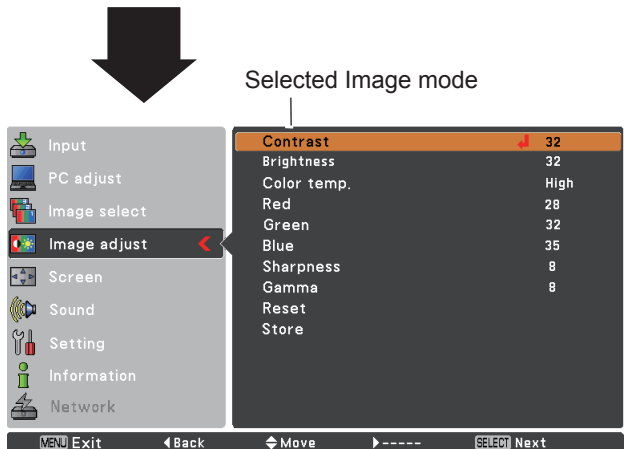 Selected Image mode
Input
PC adjust
Image select
Image adjust
Screen
Sound
Setting
Information
Network
Contrast 32
Brightness 32
Color temp. High
Red 28
Green 32
Blue 35
Sharpness 8
Gamma 8
Reset
Store
MENU Exit Back Move ----- SELECT Next